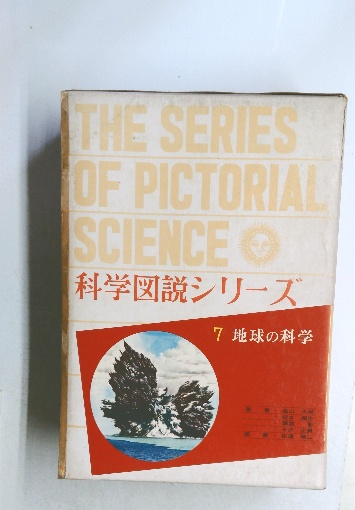 THE SERIES
OF PICTORIAL
SCIENCE
科学図説シリーズ
7 地球の科学